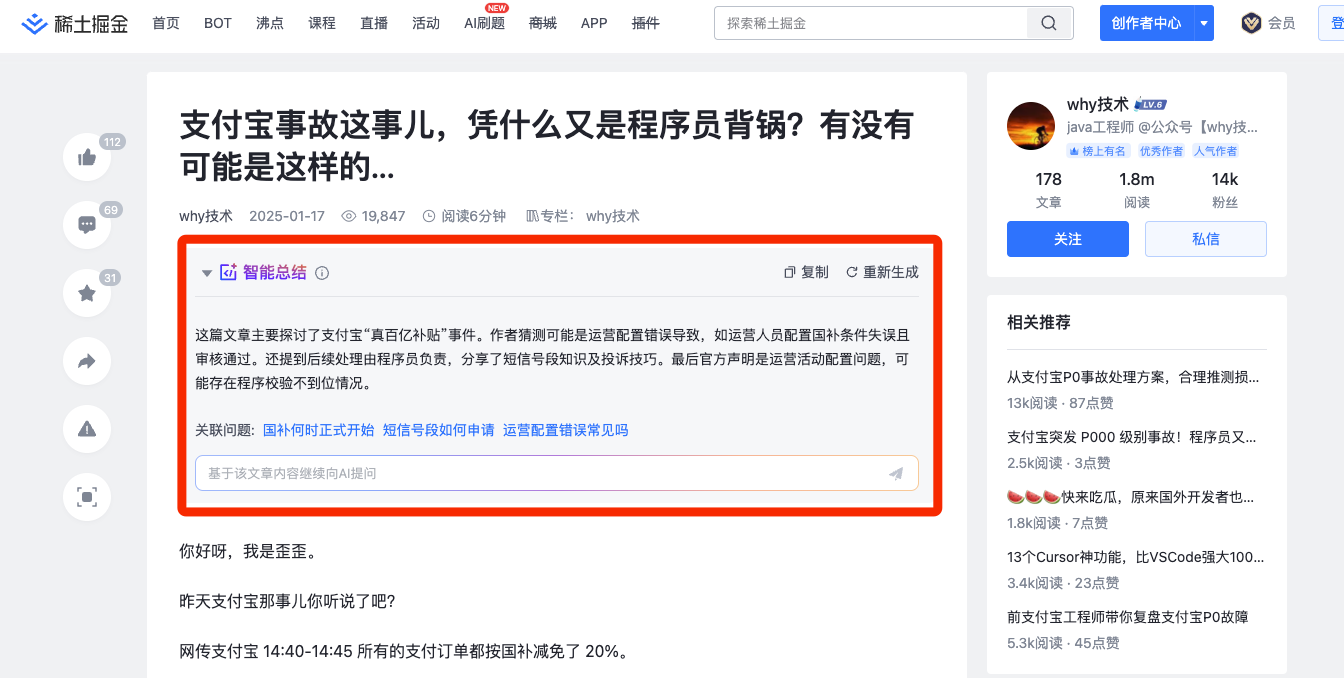 稀土掘金
首页
BOT
沸点
课程
直播
活动
AI刷题
NEW
商城
APP
插件
探索稀土掘金
创作者中心
会员
登
112
69
31
支付宝事故这事儿，凭什么又是程序员背锅？有没有
可能是这样的...
why技术 2025-01-17 19,847 阅读6分钟 专栏： why技术
智能总结
复制 重新生成
这篇文章主要探讨了支付宝“真百亿补贴”事件。作者猜测可能是运营配置错误导致，如运营人员配置国补条件失误且
审核通过。还提到后续处理由程序员负责，分享了短信号段知识及投诉技巧。最后官方声明是运营活动配置问题，可
能存在程序校验不到位情况。
关联问题: 国补何时正式开始 短信号段如何申请 运营配置错误常见吗
基于该文章内容继续向AI提问
你好呀，我是歪歪。
昨天支付宝那事儿你听说了吧?
网传支付宝 14:40-14:45 所有的支付订单都按国补减免了 20%。
why技术 LV.6
java工程师 @公众号【why技...
榜上有名 优秀作者 人气作者
178 1.8m 14k
文章 阅读 粉丝
关注 私信
相关推荐
从支付宝P0事故处理方案，合理推测损...
13k阅读 · 87点赞
支付宝突发 P000 级别事故！程序员又...
2.5k阅读 · 3点赞
🍉🍉🍉快来吃瓜，原来国外开发者也...
1.8k阅读 · 7点赞
13个Cursor神功能，比VSCode强大100...
3.4k阅读 · 23点赞
前支付宝工程师带你复盘支付宝P0故障
5.3k阅读 · 45点赞